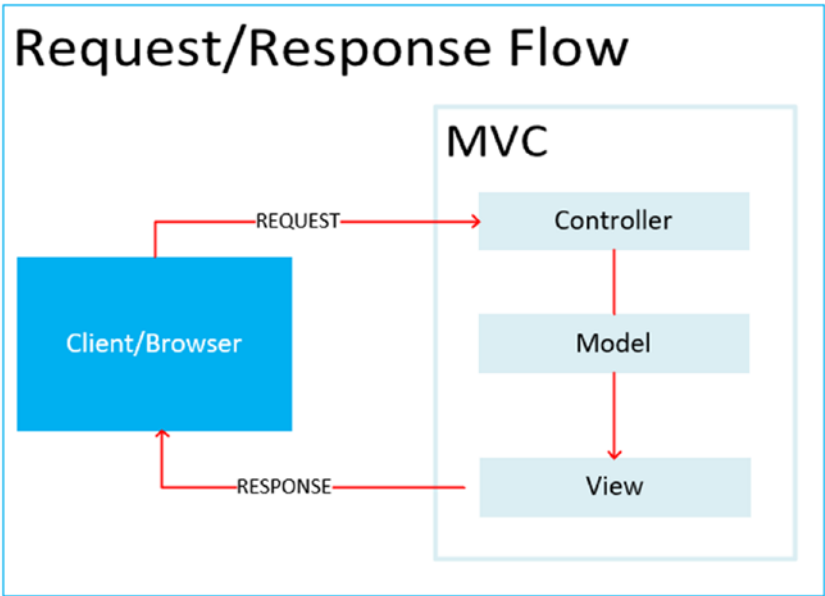 Request/Response Flow
MVC
REQUEST
Controller
Client/Browser
Model
RESPONSE
View